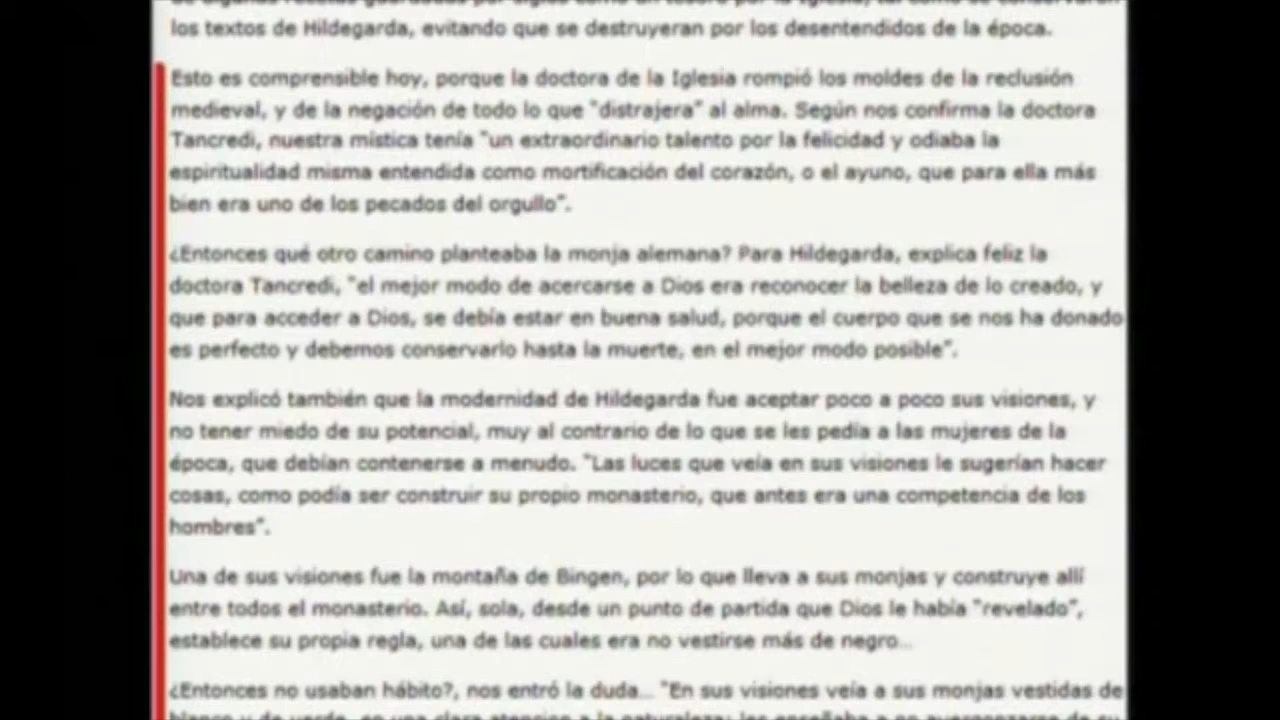 los textos de Hildegarda, evitando que se destruyeran por los desentendidos de la época.
Esto es comprensible hoy, porque la doctora de la Iglesia rompió los moldes de la reclusión
medieval, y de la negación de todo lo que "distrajera" al alma. Según nos confirma la doctora
Tancredi, nuestra mística tenía "un extraordinario talento por la felicidad y odiaba la
espiritualidad misma entendida como mortificación del corazón, o el ayuno, que para ella más
bien era uno de los pecados del orgullo".
¿Entonces qué otro camino planteaba la monja alemana? Para Hildegarda, explica feliz la
doctora Tancredi, "el mejor modo de acercarse a Dios era reconocer la belleza de lo creado, y
que para acceder a Dios, se debía estar en buena salud, porque el cuerpo que se nos ha donado
es perfecto y debemos conservarlo hasta la muerte, en el mejor modo posible".
Nos explicó también que la modernidad de Hildegarda fue aceptar poco a poco sus visiones, y
no tener miedo de su potencial, muy al contrario de lo que se les pedía a las mujeres de la
época, que debían contenerse a menudo. "Las luces que veía en sus visiones le sugerían hacer
cosas, como podía ser construir su propio monasterio, que antes era una competencia de los
hombres".
Una de sus visiones fue la montaña de Bingen, por lo que lleva a sus monjas y construye allí
entre todos el monasterio. Así, sola, desde un punto de partida que Dios le había "revelado",
establece su propia regla, una de las cuales era no vestirse más de negro...
¿Entonces no usaban hábito?, nos entró la duda... "En sus visiones veía a sus monjas vestidas de